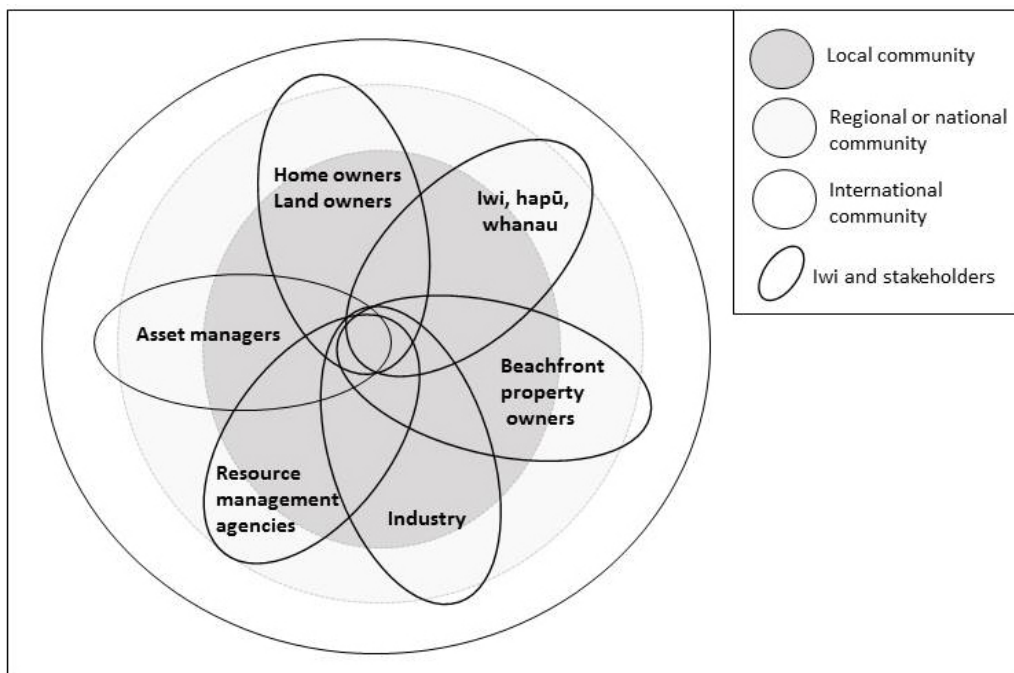 Home owners
Land owners
Iwi, hapū,
whanau
Asset managers
Beachfront
property
owners
Resource
management
agencies
Industry
Local community
Regional or national
community
International
community
Iwi and stakeholders